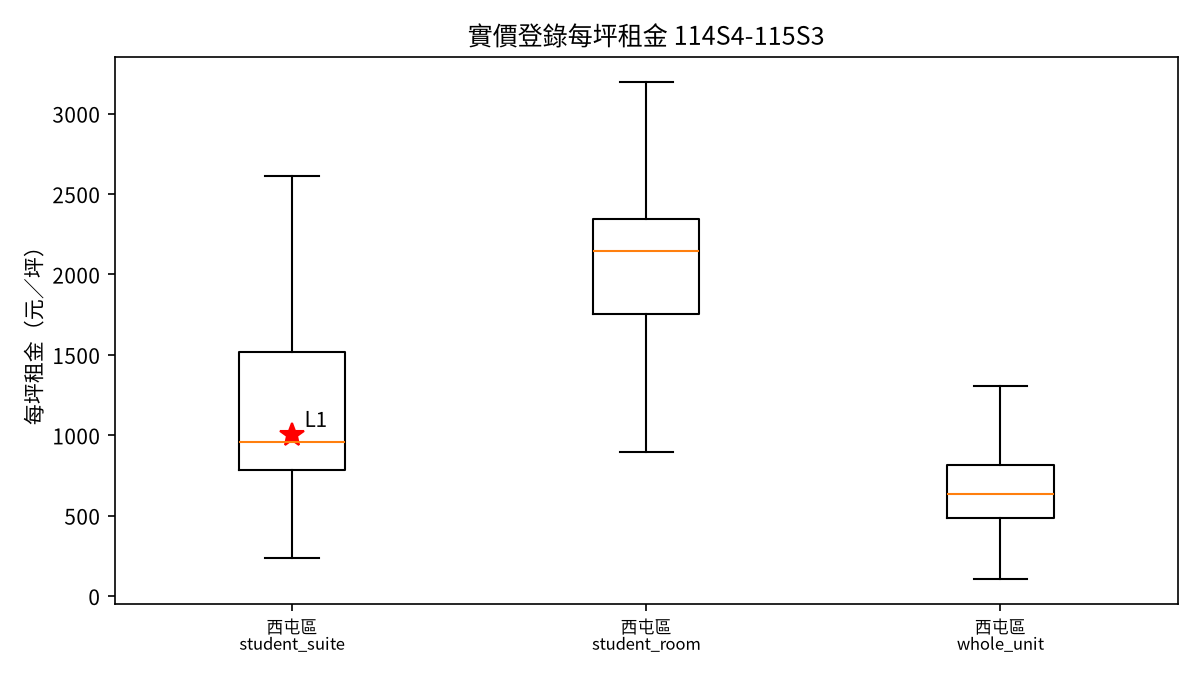 實價登錄每坪租金 114S4-115S3
每坪租金（元／坪）
3000
2500
2000
1500
1000
500
0
L1
西屯區
student_suite
西屯區
student_room
西屯區
whole_unit